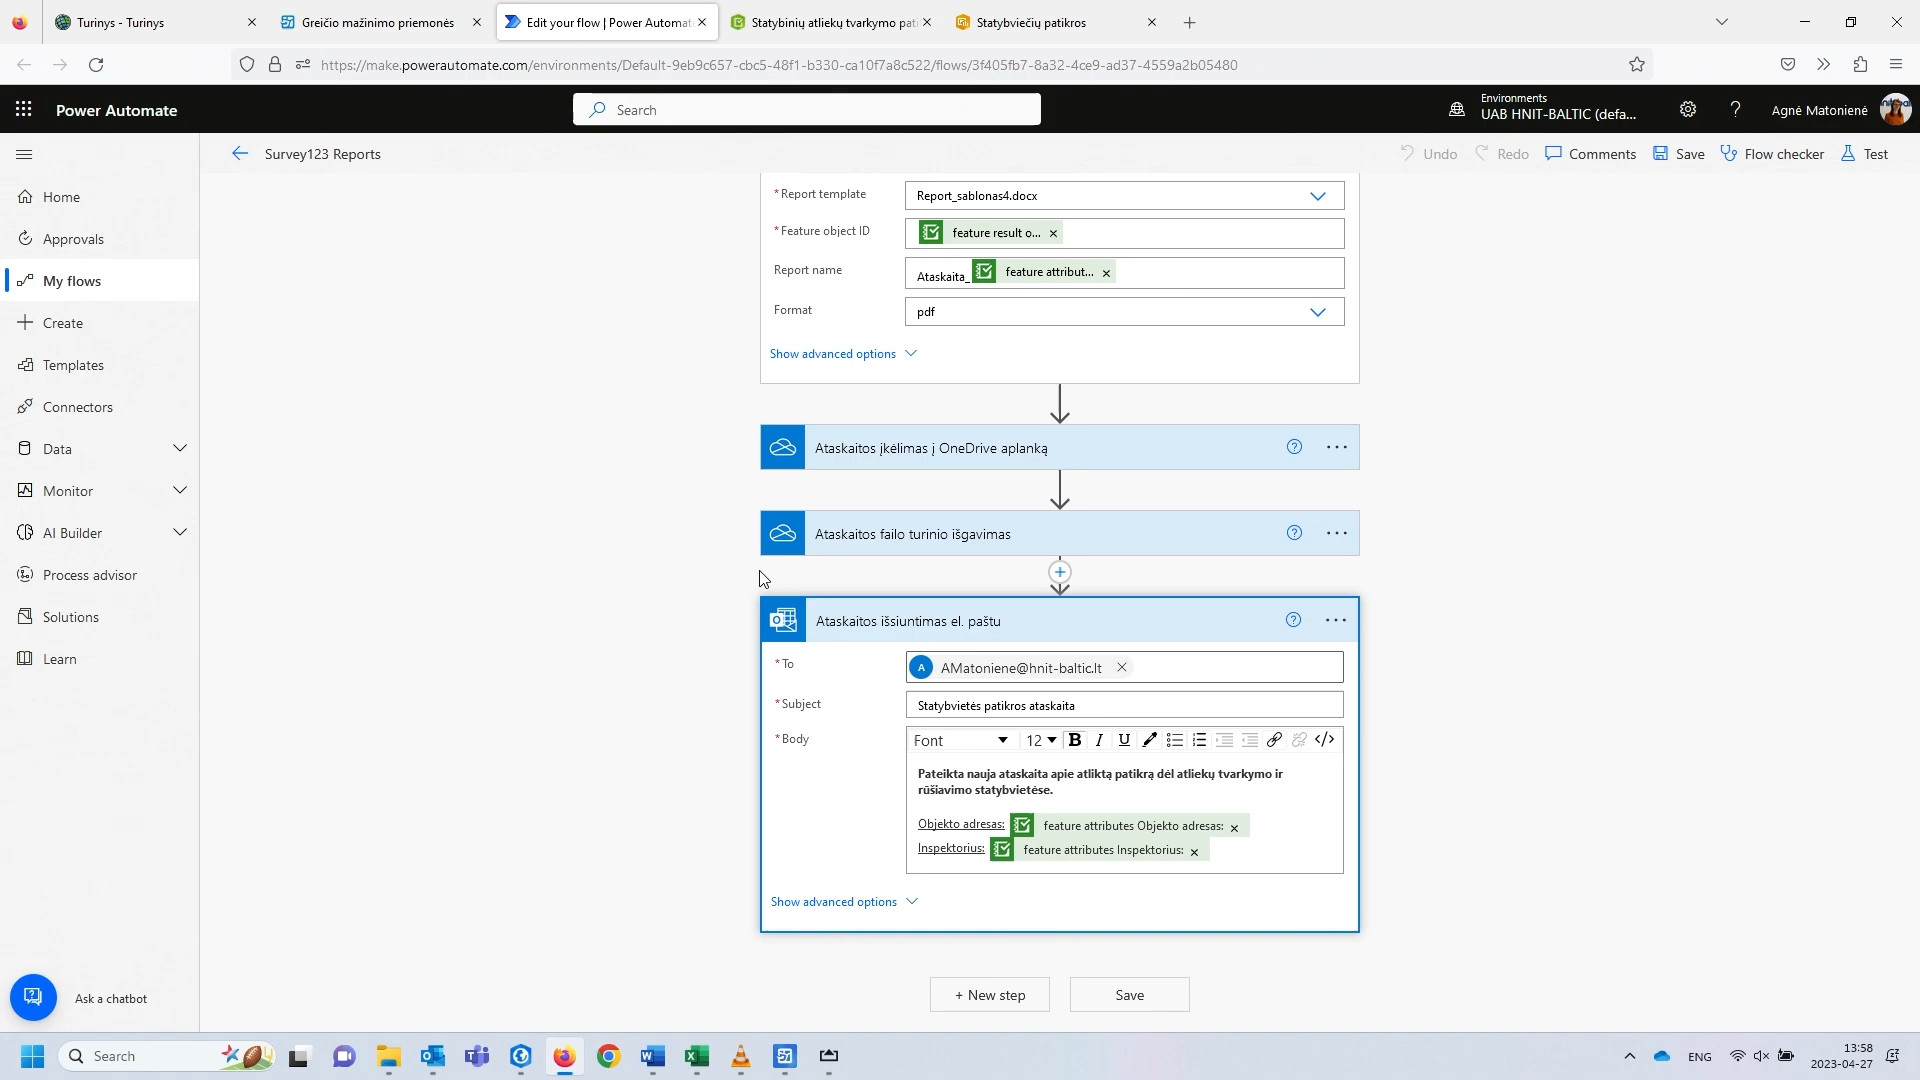 Turinys - Turinys
Greičio mažinimo priemonės
Edit your flow | Power Automat
Statybinių atliekų tvarkymo pati
Statybviečių patikros
https://make.powerautomate.com/environments/Default-9eb9c657-cbc5-48f1-b330-ca10f7a8c522/flows/3f405fb7-8a32-4ce9-ad37-4559a2b05480
Power Automate
Search
Environments
UAB HNIT-BALTIC (defa...
Agnė Matonienė
Survey123 Reports
Undo
Redo
Comments
Save
Flow checker
Test
Home
Approvals
My flows
Create
Templates
Connectors
Data
Monitor
AI Builder
Process advisor
Solutions
Learn
Ask a chatbot
* Report template
Report_sablonas4.docx
* Feature object ID
feature result o... ×
Report name
Ataskaita_ feature attribut... ×
Format
pdf
Show advanced options
Ataskaitos įkėlimas į OneDrive aplanką
Ataskaitos failo turinio išgavimas
Ataskaitos išsiuntimas el. paštu
* To
A AMatoniene@hnit-baltic.lt
* Subject
Statybvietės patikros ataskaita
* Body
Font 12 B I U </>
Pateikta nauja ataskaita apie atliktą patikrą dėl atliekų tvarkymo ir
rūšiavimo statybvietėse.
Objekto adresas: feature attributes Objekto adresas: ×
Inspektorius: feature attributes Inspektorius: ×
Show advanced options
+ New step
Save
Search
ENG
13:58
2023-04-27